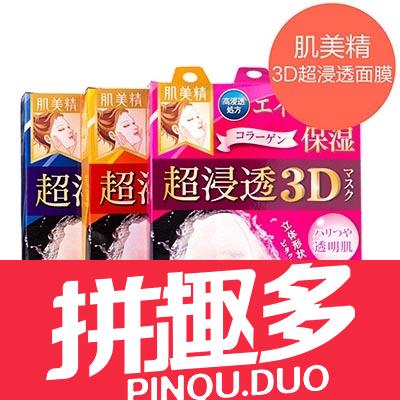 肌美精
3D超浸透面膜
肌美精
超浸
肌美精
超浸
高浸透
処方
エイ
コラーゲン
保湿
超浸透3D
マスク
ハリつや
透明肌
立体形状
拼趣多
PINQU.DUO